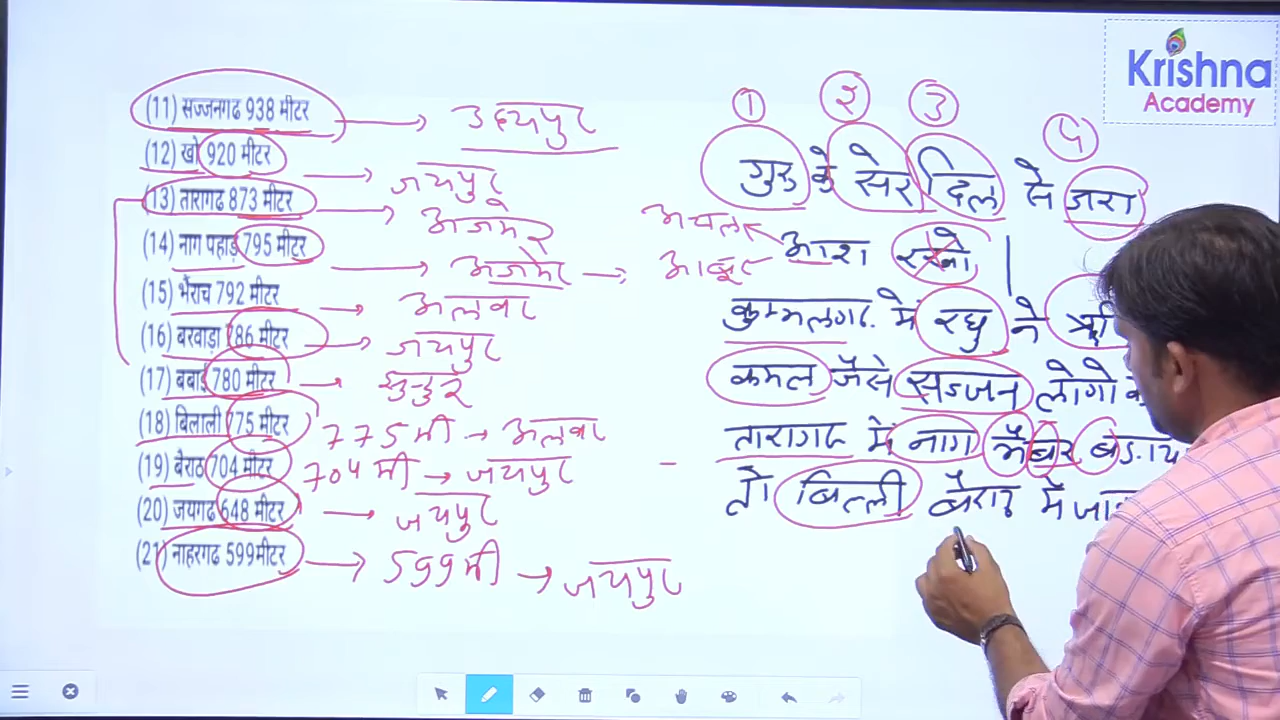 Krishna
Academy
(11) सज्जनगढ 938 मीटर → उदयपुर
(12) खो 920 मीटर → जयपुर
(13) तारागढ 873 मीटर → अजमेर
(14) नाग पहाड़ 795 मीटर → अजमेर →
(15) भैंराच 792 मीटर → अलवर
(16) बरवाड़ा 786 मीटर → जयपुर
(17) बबाई 780 मीटर →
(18) बिलाली 775 मीटर 775 मी → अलवर
(19) बैराठ 704 मीटर 704 मी → जयपुर
(20) जयगढ 648 मीटर → जयपुर
(21) नाहरगढ 599मीटर → 599 मी → जयपुर
1 2 3 4
गुरु के सेर दिल से जरा
आश
कुम्भलगढ में रघु ने
कमल जैसे सज्जन लोगो
तारागढ में नाग
तो बिल्ली बैराठ में